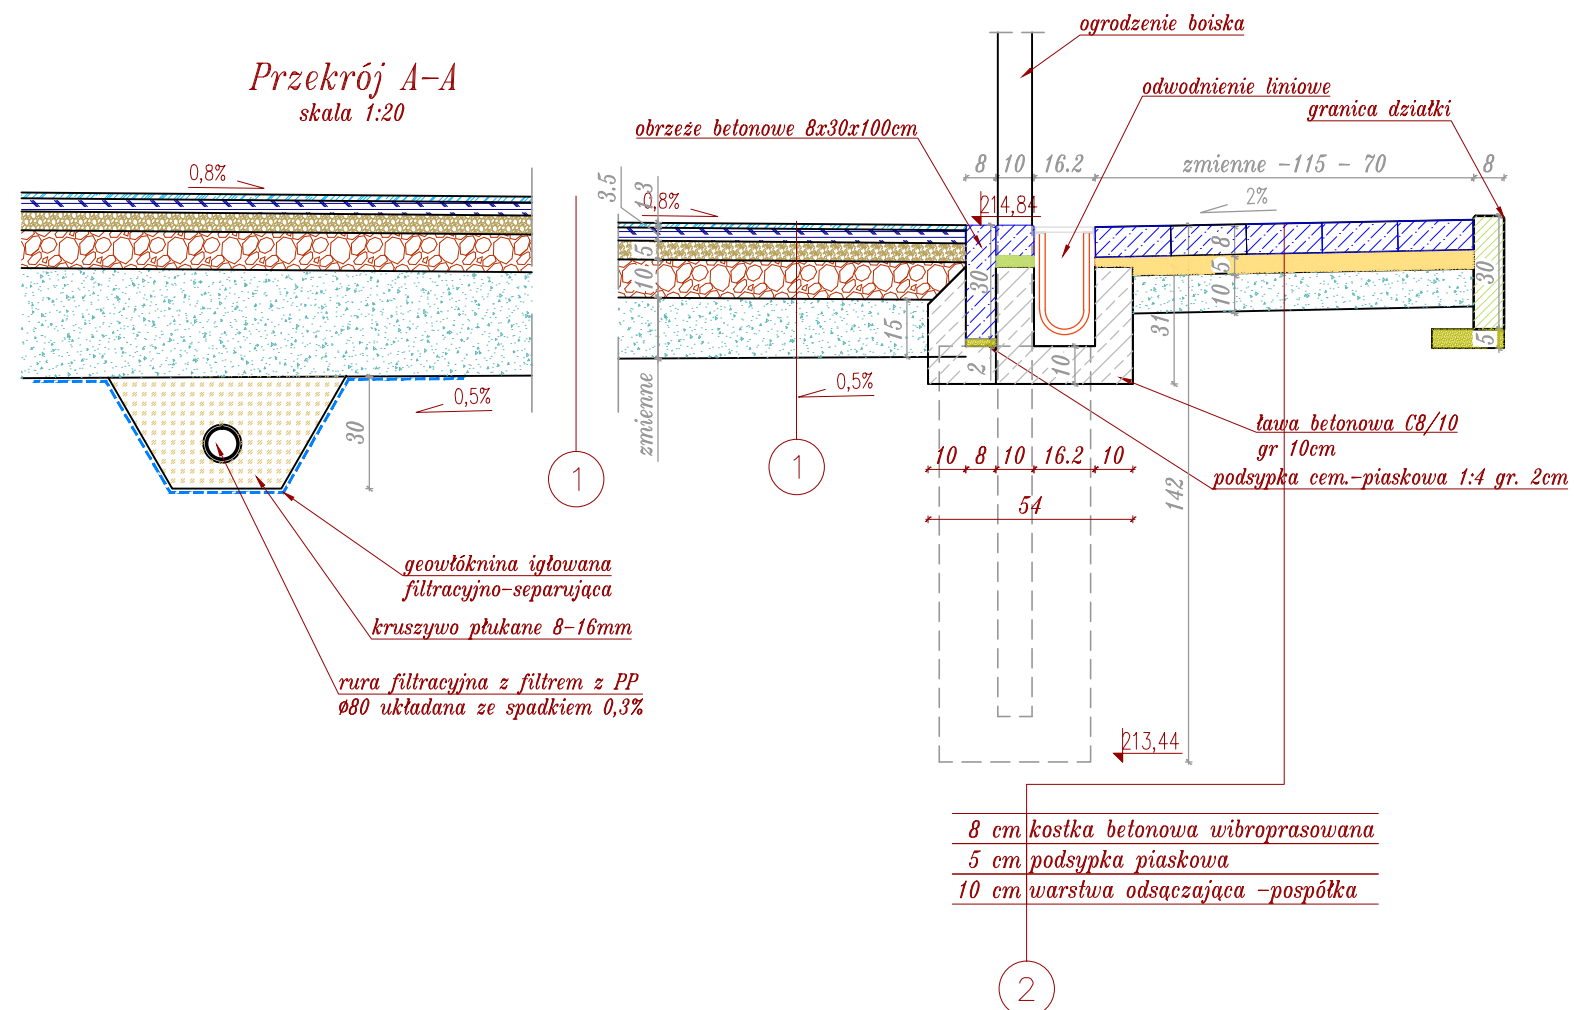 ogrodzenie boiska
Przekrój A-A
skala 1:20
odwodnienie liniowe
granica działki
obrzeże betonowe 8x30x100cm
8 10 16.2 zmienne -115 - 70 8
0,8%
3.5
1.3
0,8%
214,84
2%
5
10
15
zmienne
30
2
10
31
142
8
5
10
30
5
0,5%
0,5%
30
1
1
10 8 10 16.2 10
54
ława betonowa C8/10
gr 10cm
podsypka cem.-piaskowa 1:4 gr. 2cm
geowłóknina igłowana
filtracyjno-separująca
kruszywo płukane 8-16mm
rura filtracyjna z filtrem z PP
ø80 układana ze spadkiem 0,3%
213,44
8 cm kostka betonowa wibroprasowana
5 cm podsypka piaskowa
10 cm warstwa odsączająca -pospółka
2